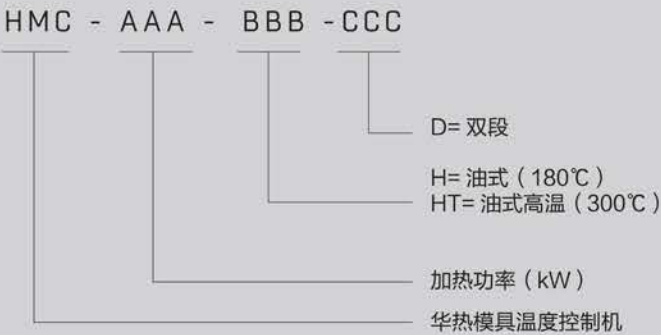 HMC - AAA - BBB - CCC
D= 双段
H= 油式（180℃）
HT= 油式高温（300℃）
加热功率（kW）
华热模具温度控制机